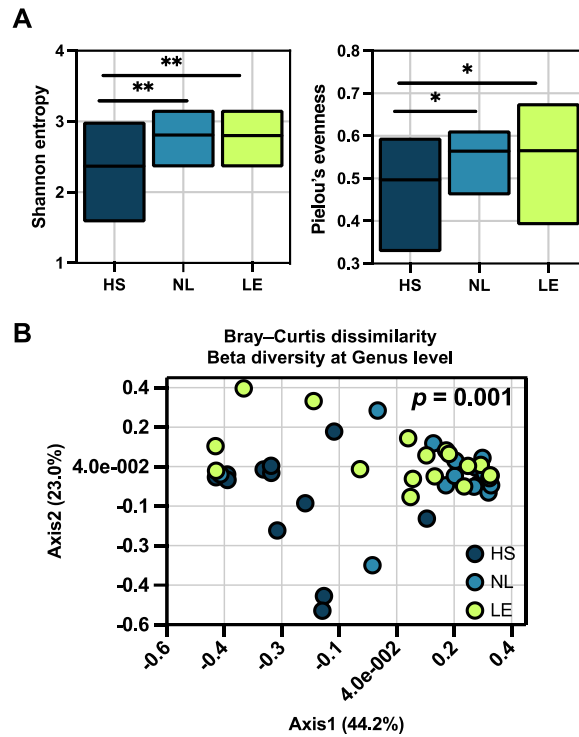 A
Shannon entropy
4
3
2
1
**
**
HS
NL
LE
Pielou's evenness
0.8
0.7
0.6
0.5
0.4
0.3
*
*
HS
NL
LE
B
Bray–Curtis dissimilarity
Beta diversity at Genus level
p = 0.001
Axis2 (23.0%)
0.4
0.2
4.0e-002
-0.1
-0.3
-0.4
-0.6
HS
NL
LE
-0.6
-0.4
-0.3
-0.1
4.0e-002
0.2
0.4
Axis1 (44.2%)